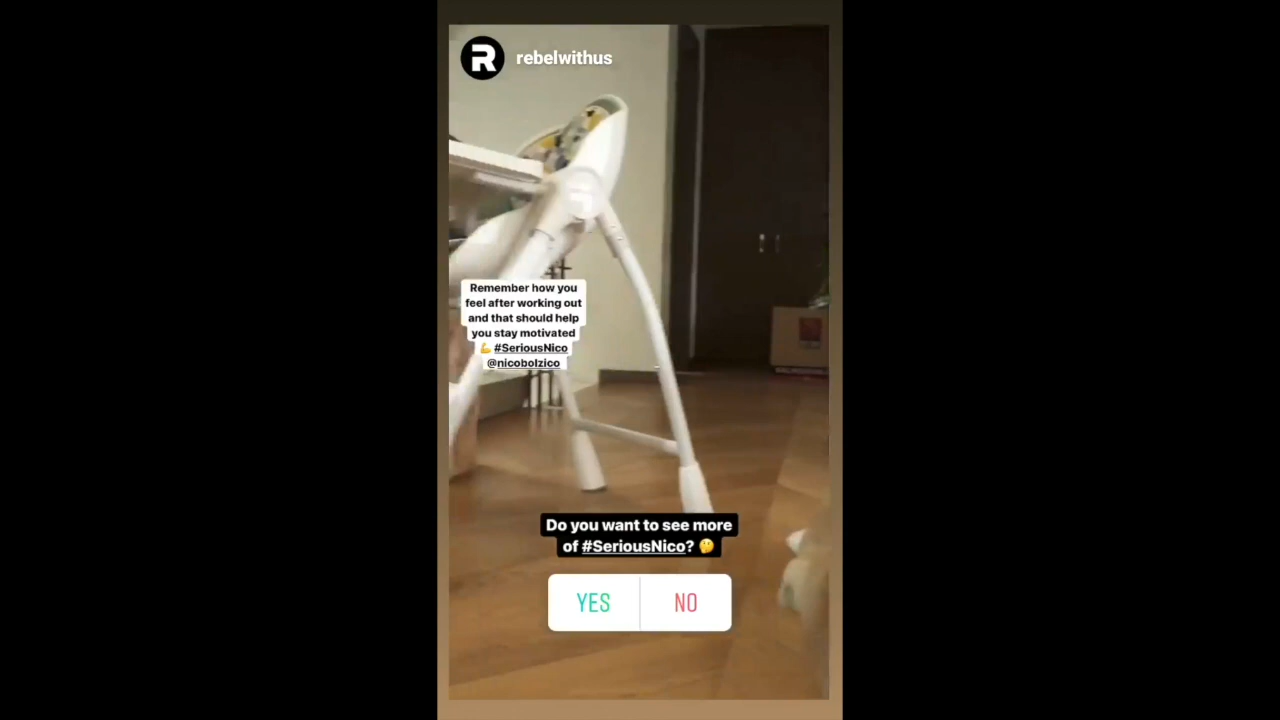 R rebelwithus
Remember how you
feel after working out
and that should help
you stay motivated
💪 #SeriousNico
@nicobolzico
Do you want to see more
of #SeriousNico? 🤔
YES NO